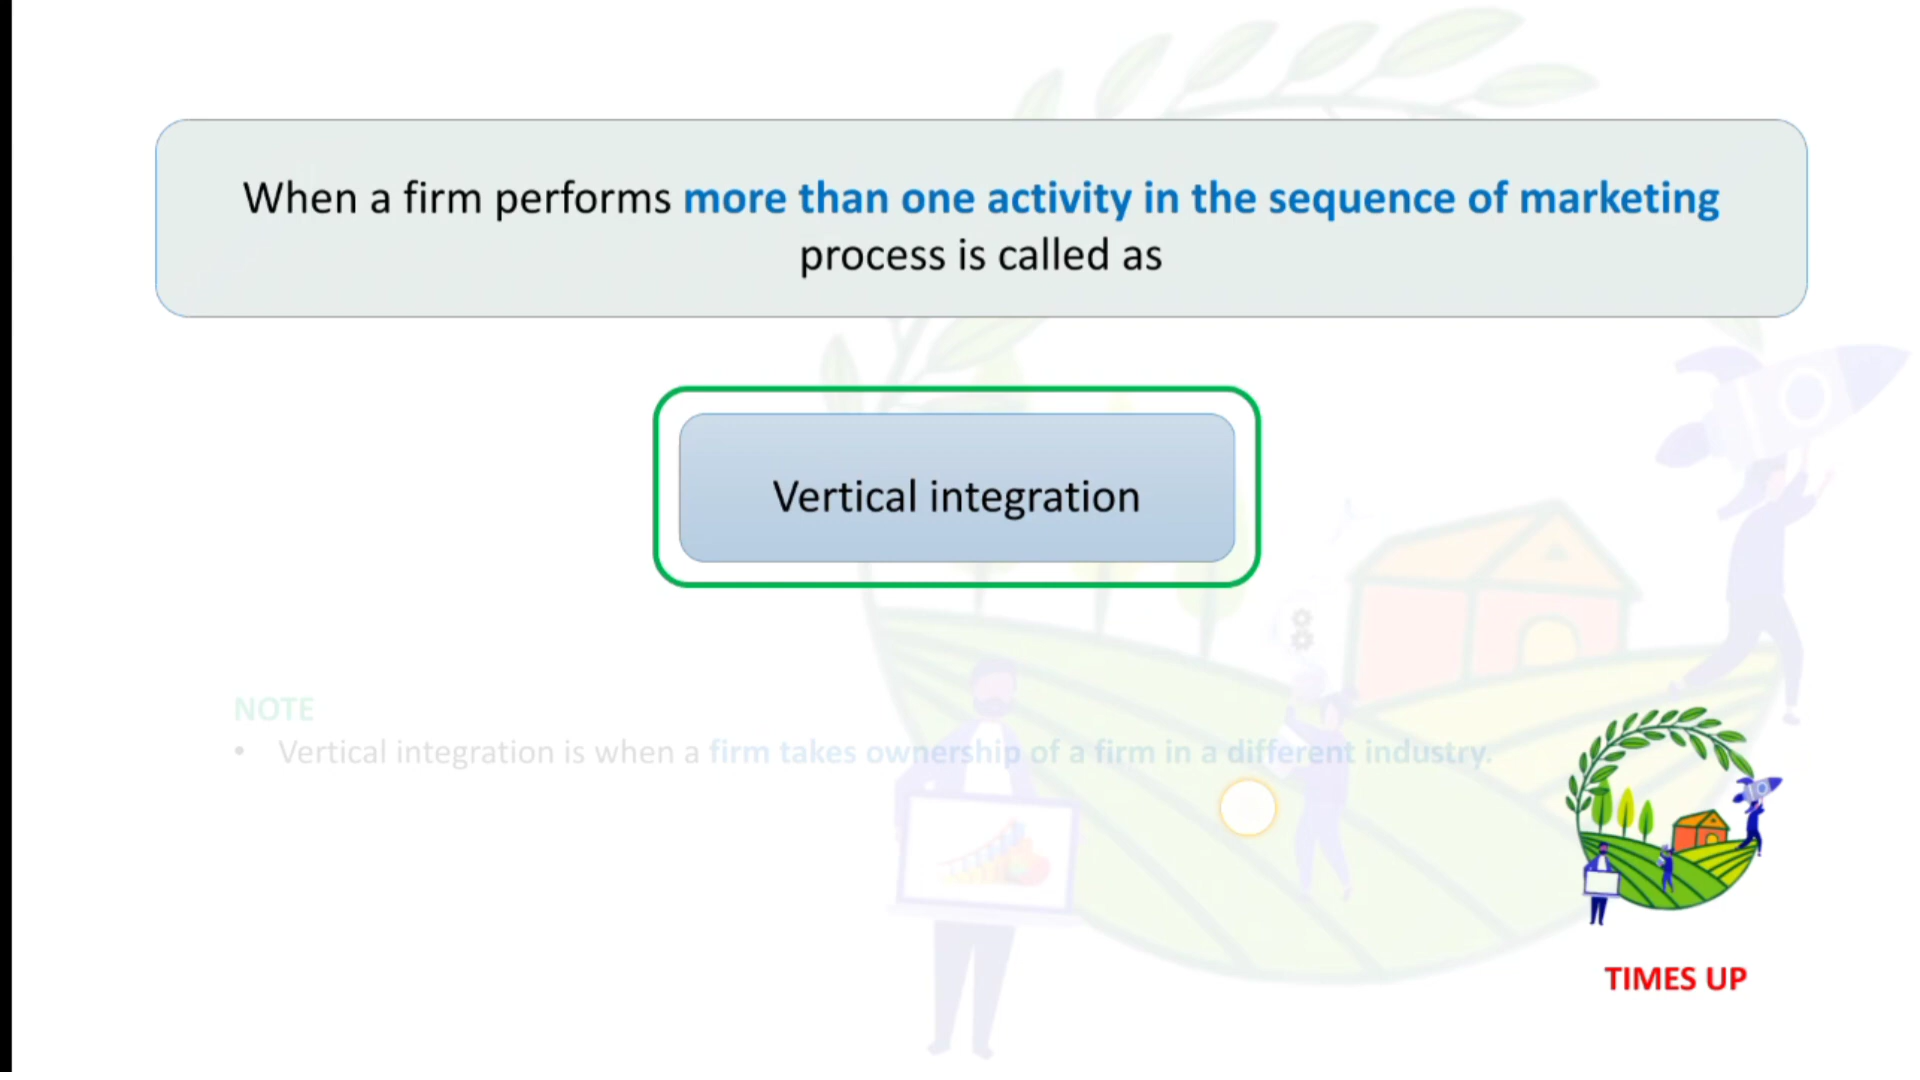 When a firm performs more than one activity in the sequence of marketing
process is called as
Vertical integration
NOTE
• Vertical integration is when a firm takes ownership of a firm in a different industry.
TIMES UP